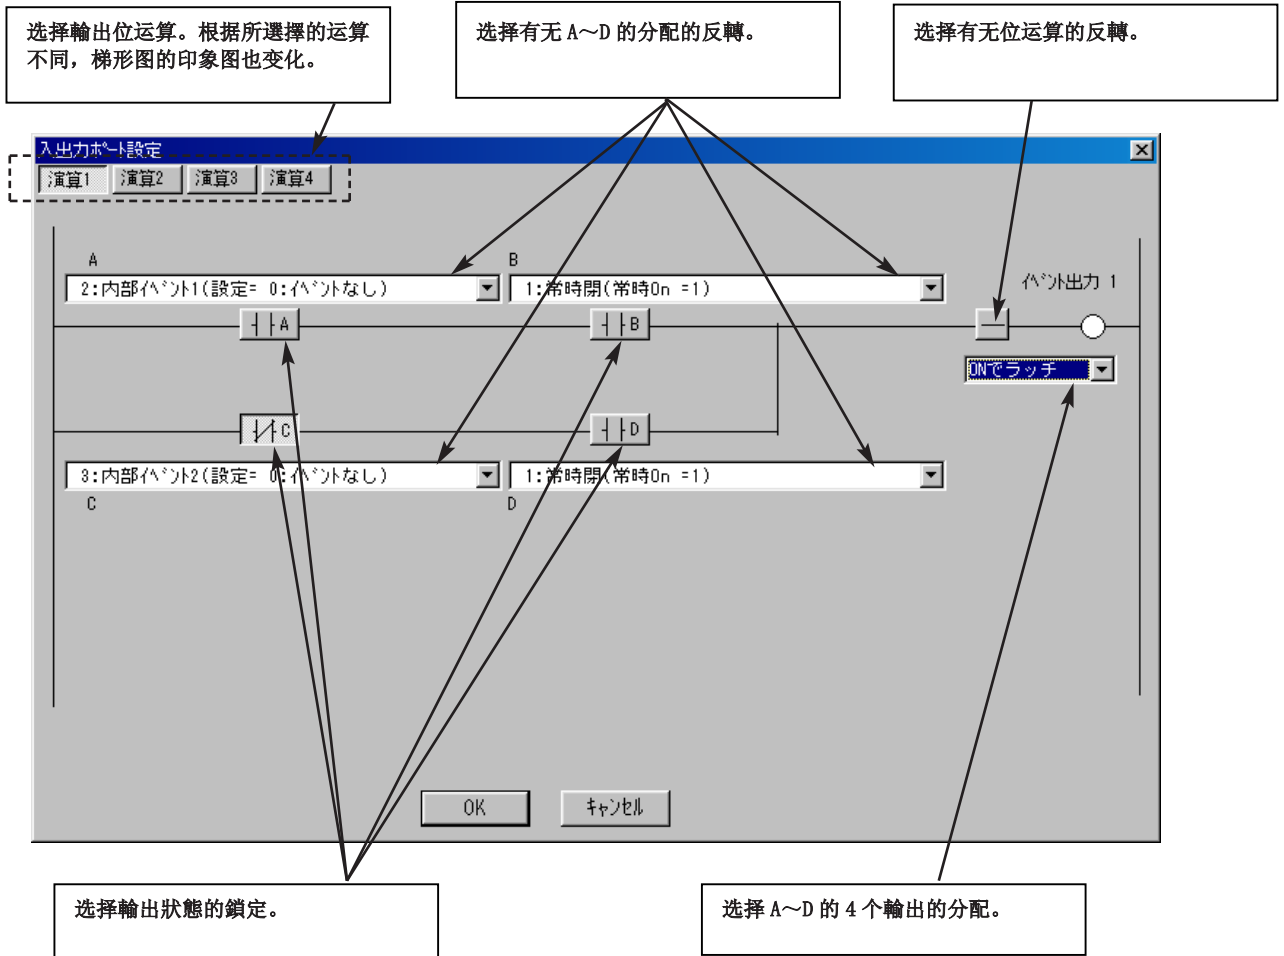 选择輸出位运算。根据所選擇的运算
不同，梯形图的印象图也变化。
选择有无 A～D 的分配的反轉。
选择有无位运算的反轉。
入出力ﾎﾟｰﾄ設定
演算1 演算2 演算3 演算4
A
B
2:内部ｲﾍﾞﾝﾄ1(設定= 0:ｲﾍﾞﾝﾄなし)
1:常時閉(常時On =1)
ｲﾍﾞﾝﾄ出力 1
A
B
ONでラッチ
C
D
3:内部ｲﾍﾞﾝﾄ2(設定= 0:ｲﾍﾞﾝﾄなし)
1:常時閉(常時On =1)
C
D
OK
ｷｬﾝｾﾙ
选择輸出狀態的鎖定。
选择 A～D 的 4 个輸出的分配。